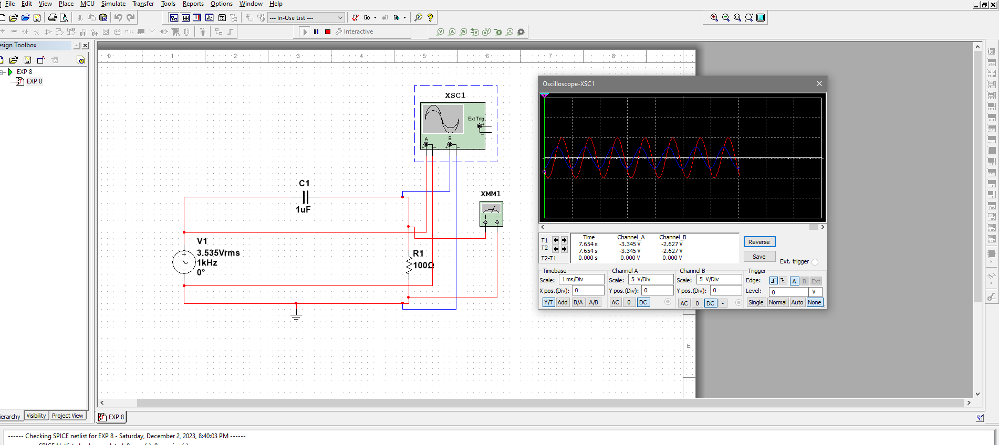 File Edit View Place MCU Simulate Transfer Tools Reports Options Window Help
--- In-Use List ---
MISC
Interactive
esign Toolbox
EXP 8
EXP 8
0 1 2 3 4 5 6 7 8
XSC1
Ext Trig
+
−
A B
+ − + −
C1
1uF
XMM1
+ −
V1
3.535Vrms
1kHz
0°
R1
100Ω
E
Oscilloscope-XSC1
Time Channel_A Channel_B
T1 7.654 s -3.345 V -2.627 V
T2 7.654 s -3.345 V -2.627 V
T2-T1 0.000 s 0.000 V 0.000 V
Reverse
Save
Ext. trigger
Timebase Channel A Channel B Trigger
Scale: 1 ms/Div Scale: 5 V/Div Scale: 5 V/Div Edge: A B Ext
X pos.(Div): 0 Y pos.(Div): 0 Y pos.(Div): 0 Level: 0 V
Y/T Add B/A A/B AC 0 DC AC 0 DC - Single Normal Auto None
ierarchy Visibility Project View
EXP 8
------ Checking SPICE netlist for EXP 8 - Saturday, December 2, 2023, 8:40:03 PM ------